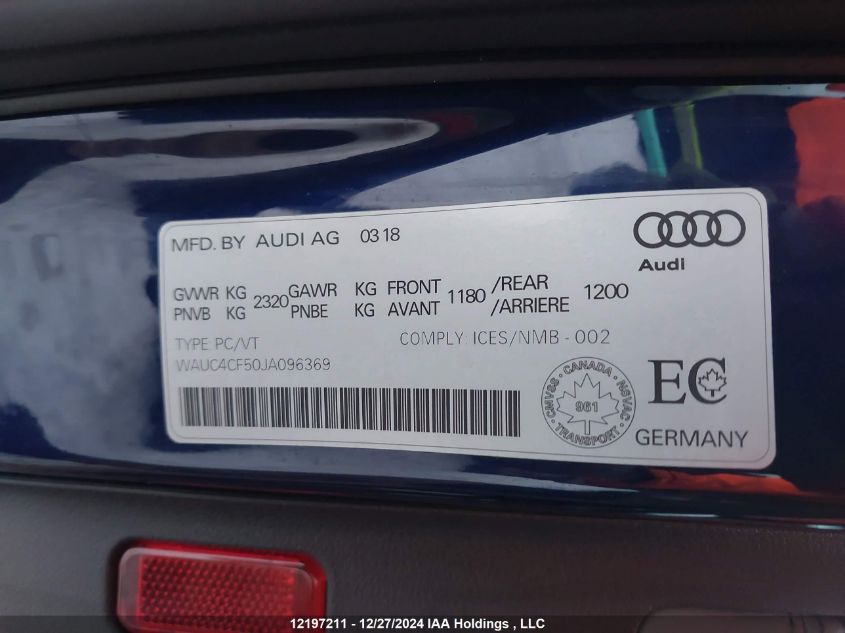 MFD. BY AUDI AG 0318
Audi
GVWR KG 2320 GAWR KG FRONT 1180 /REAR 1200
PNVB KG PNBE KG AVANT /ARRIERE
TYPE: PC/VT COMPLY: ICES/NMB - 002
WAUC4CF50JA096369
CANADA
CMVSS
NSVAC
961
TRANSPORT
EC
GERMANY
12197211 - 12/27/2024 IAA Holdings , LLC